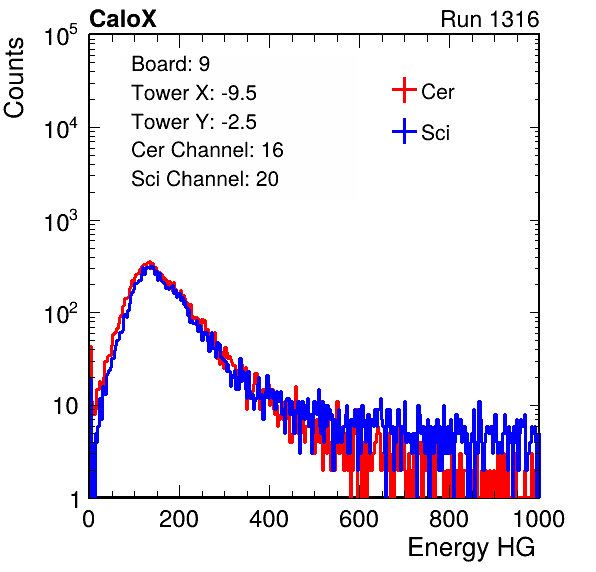 CaloX Run 1316
Counts
Board: 9
Tower X: -9.5
Tower Y: -2.5
Cer Channel: 16
Sci Channel: 20
Cer
Sci
10^5
10^4
10^3
10^2
10
1
0 200 400 600 800 1000
Energy HG